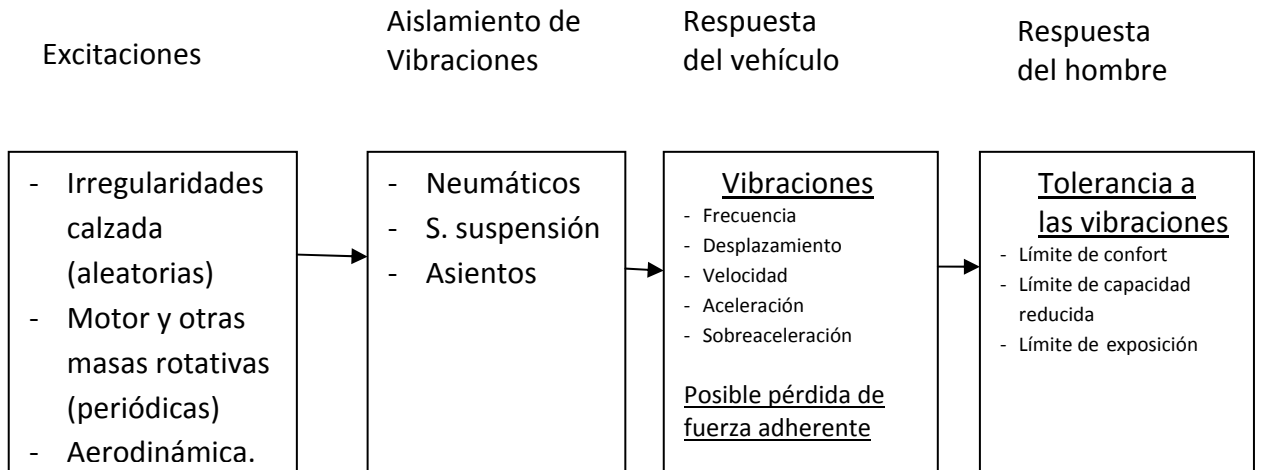 Excitaciones
Aislamiento de
Vibraciones
Respuesta
del vehículo
Respuesta
del hombre
- Irregularidades
calzada
(aleatorias)
- Motor y otras
masas rotativas
(periódicas)
- Aerodinámica.
- Neumáticos
- S. suspensión
- Asientos
Vibraciones
- Frecuencia
- Desplazamiento
- Velocidad
- Aceleración
- Sobreaceleración
Posible pérdida de
fuerza adherente
Tolerancia a
las vibraciones
- Límite de confort
- Límite de capacidad
reducida
- Límite de exposición